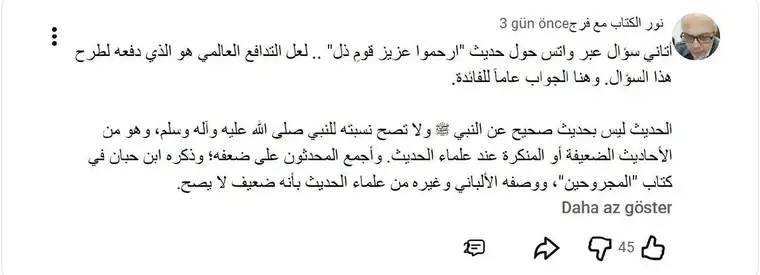 نور الكتاب مع فرج 3 gün önce
أتاني سؤال عبر واتس حول حديث "ارحموا عزيز قومٍ ذل" .. لعل التدافع العالمي هو الذي دفعه لطرح
هذا السؤال. وهنا الجواب عاماً للفائدة.
الحديث ليس بحديث صحيح عن النبي ﷺ ولا تصح نسبته للنبي صلى الله عليه وآله وسلم، وهو من
الأحاديث الضعيفة أو المنكرة عند علماء الحديث. وأجمع المحدثون على ضعفه؛ وذكره ابن حبان في
كتاب "المجروحين"، ووصفه الألباني وغيره من علماء الحديث بأنه ضعيف لا يصح.
Daha az göster
45